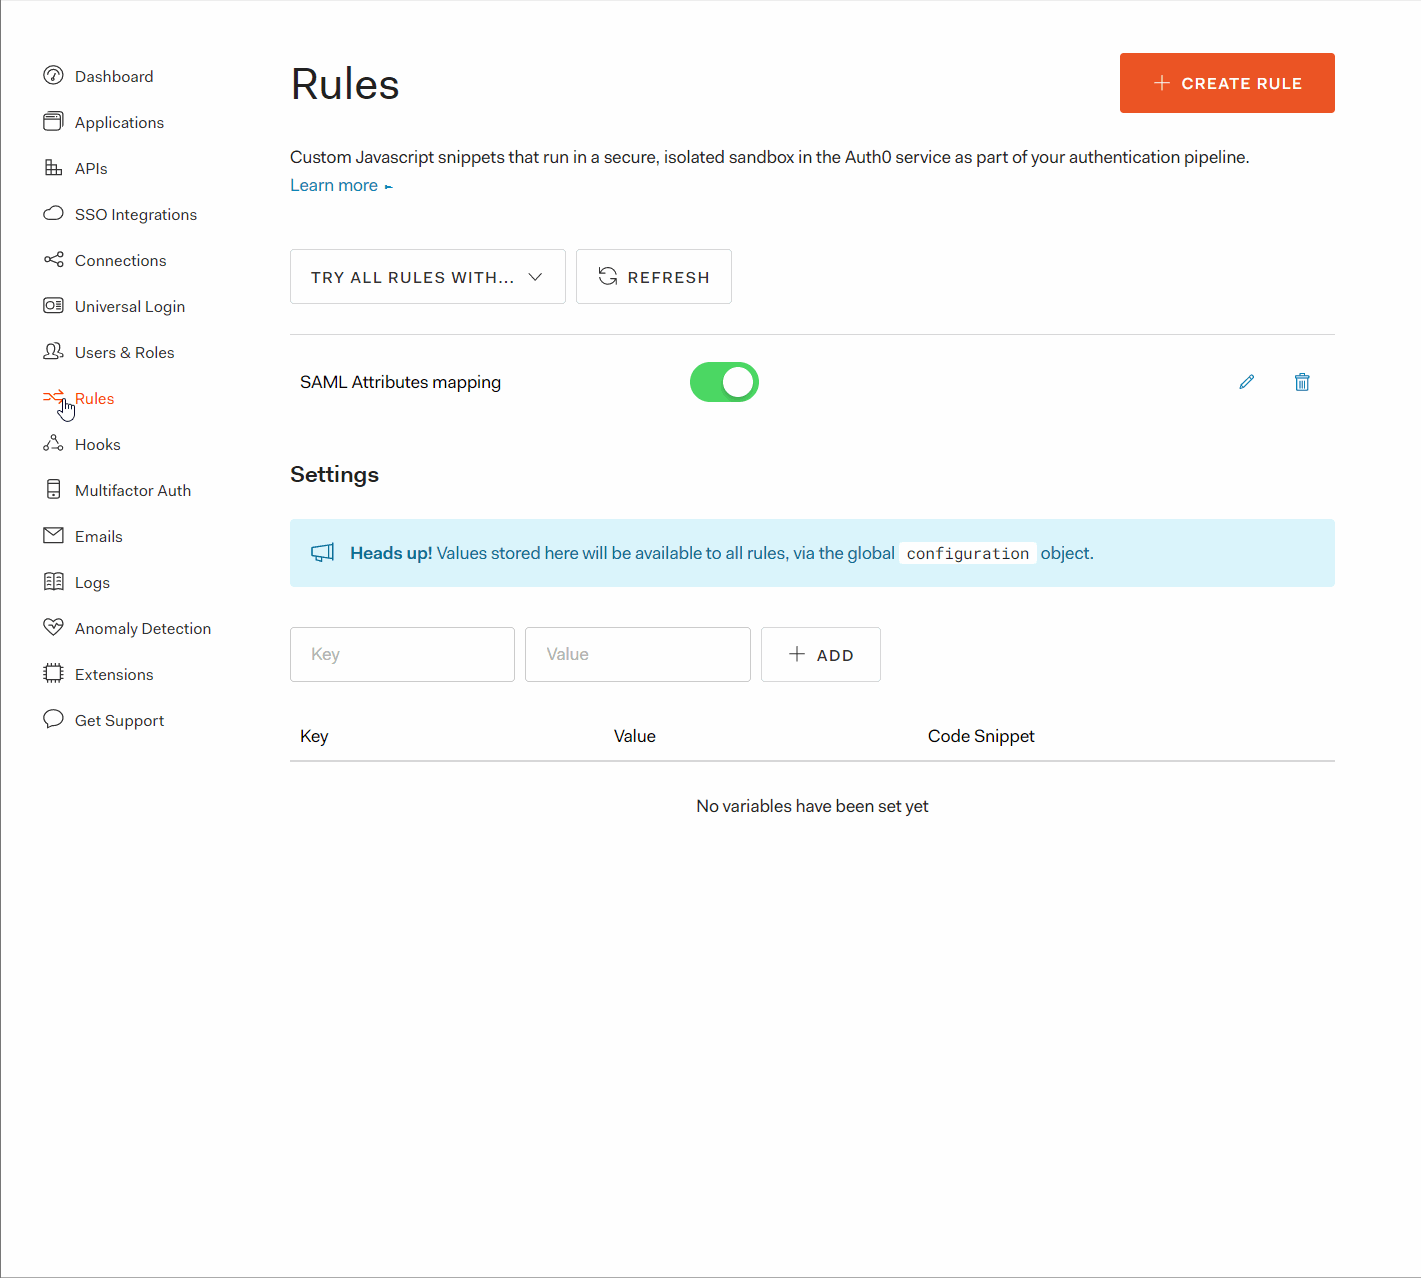 Dashboard
Applications
APIs
SSO Integrations
Connections
Universal Login
Users & Roles
Rules
Hooks
Multifactor Auth
Emails
Logs
Anomaly Detection
Extensions
Get Support
Rules
CREATE RULE
Custom Javascript snippets that run in a secure, isolated sandbox in the Auth0 service as part of your authentication pipeline.
Learn more ►
TRY ALL RULES WITH...
REFRESH
SAML Attributes mapping
Settings
Heads up! Values stored here will be available to all rules, via the global configuration object.
Key
Value
ADD
Key Value Code Snippet
No variables have been set yet